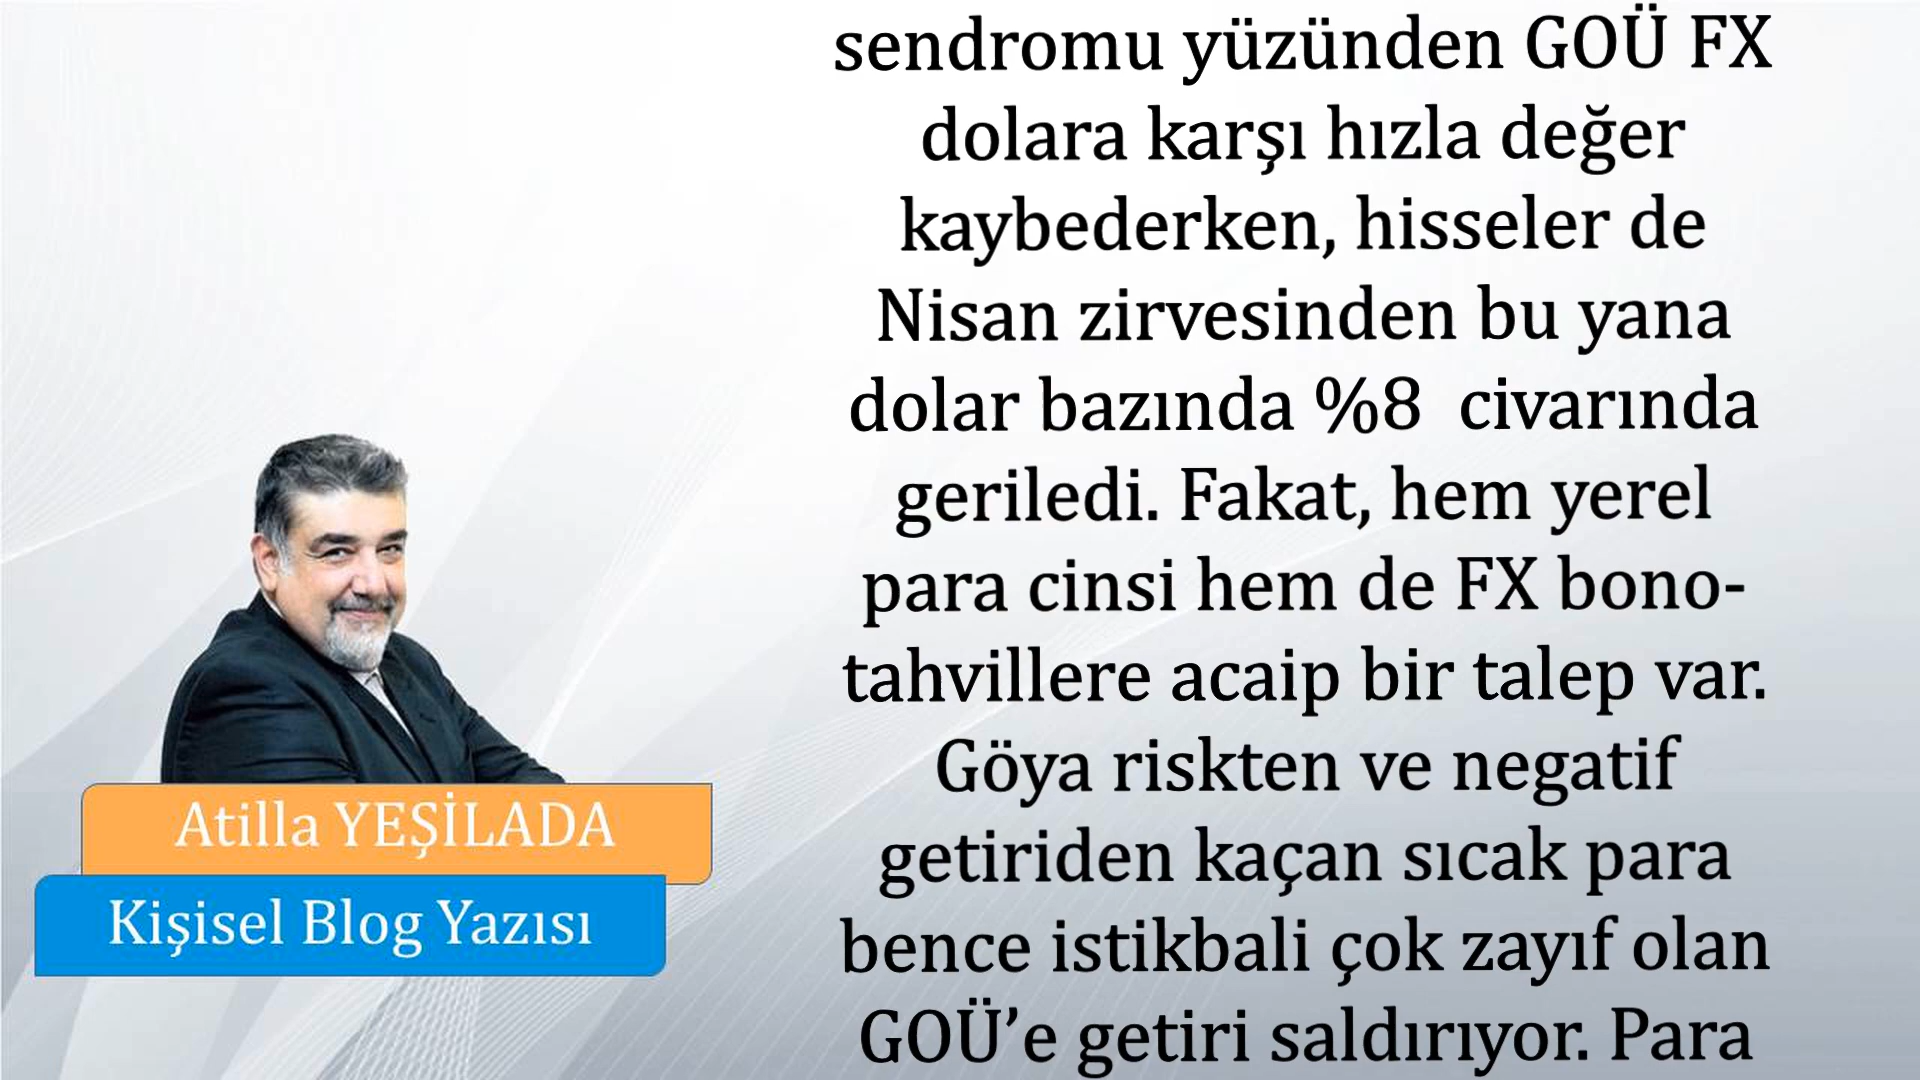 sendromu yüzünden GOÜ FX
dolara karşı hızla değer
kaybederken, hisseler de
Nisan zirvesinden bu yana
dolar bazında %8  civarında
geriledi. Fakat, hem yerel
para cinsi hem de FX bono-
tahvillere acaip bir talep var.
Göya riskten ve negatif
getiriden kaçan sıcak para
bence istikbali çok zayıf olan
GOÜ’e getiri saldırıyor. Para
Atilla YEŞİLADA
Kişisel Blog Yazısı